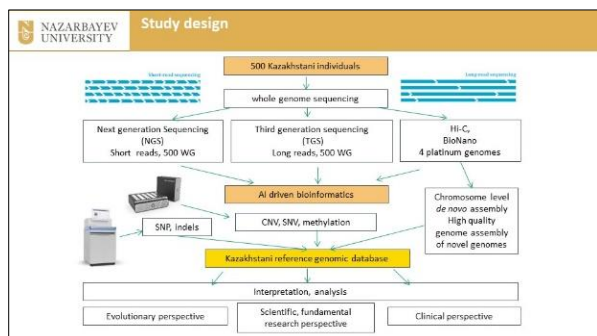 NAZARBAYEV
UNIVERSITY
Study design
500 Kazakhstani individuals
Short read sequencing
Long read sequencing
whole genome sequencing
Next generation Sequencing
(NGS)
Short reads, 500 WG
Third generation sequencing
(TGS)
Long reads, 500 WG
Hi-C,
BioNano
4 platinum genomes
AI driven bioinformatics
SNP, indels
CNV, SNV, methylation
Chromosome level
de novo assembly
High quality
genome assembly
of novel genomes
Kazakhstani reference genomic database
Interpretation, analysis
Evolutionary perspective
Scientific, fundamental
research perspective
Clinical perspective